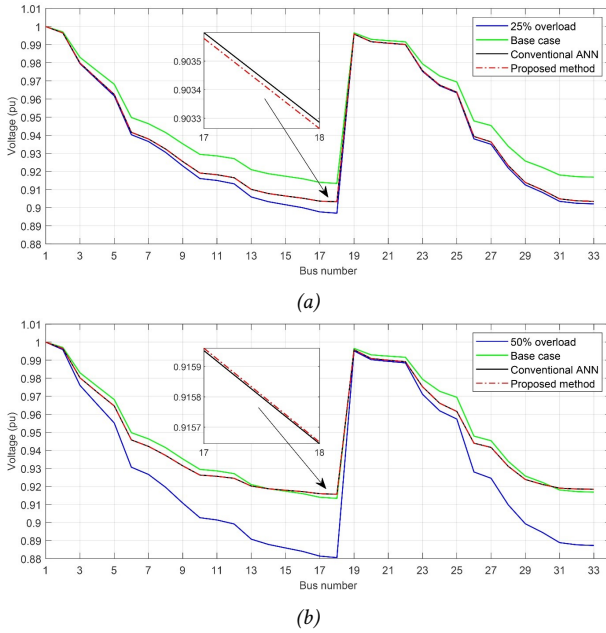 1.01
1
0.99
0.98
0.97
0.96
0.95
0.94
0.93
0.92
0.91
0.9
0.89
0.88
Voltage (pu)
0.9035
0.9034
0.9033
17 18
25% overload
Base case
Conventional ANN
Proposed method
1 3 5 7 9 11 13 15 17 19 21 23 25 27 29 31 33
Bus number
(a)
1.01
1
0.99
0.98
0.97
0.96
0.95
0.94
0.93
0.92
0.91
0.9
0.89
0.88
Voltage (pu)
0.9159
0.9158
0.9157
17 18
50% overload
Base case
Conventional ANN
Proposed method
1 3 5 7 9 11 13 15 17 19 21 23 25 27 29 31 33
Bus number
(b)